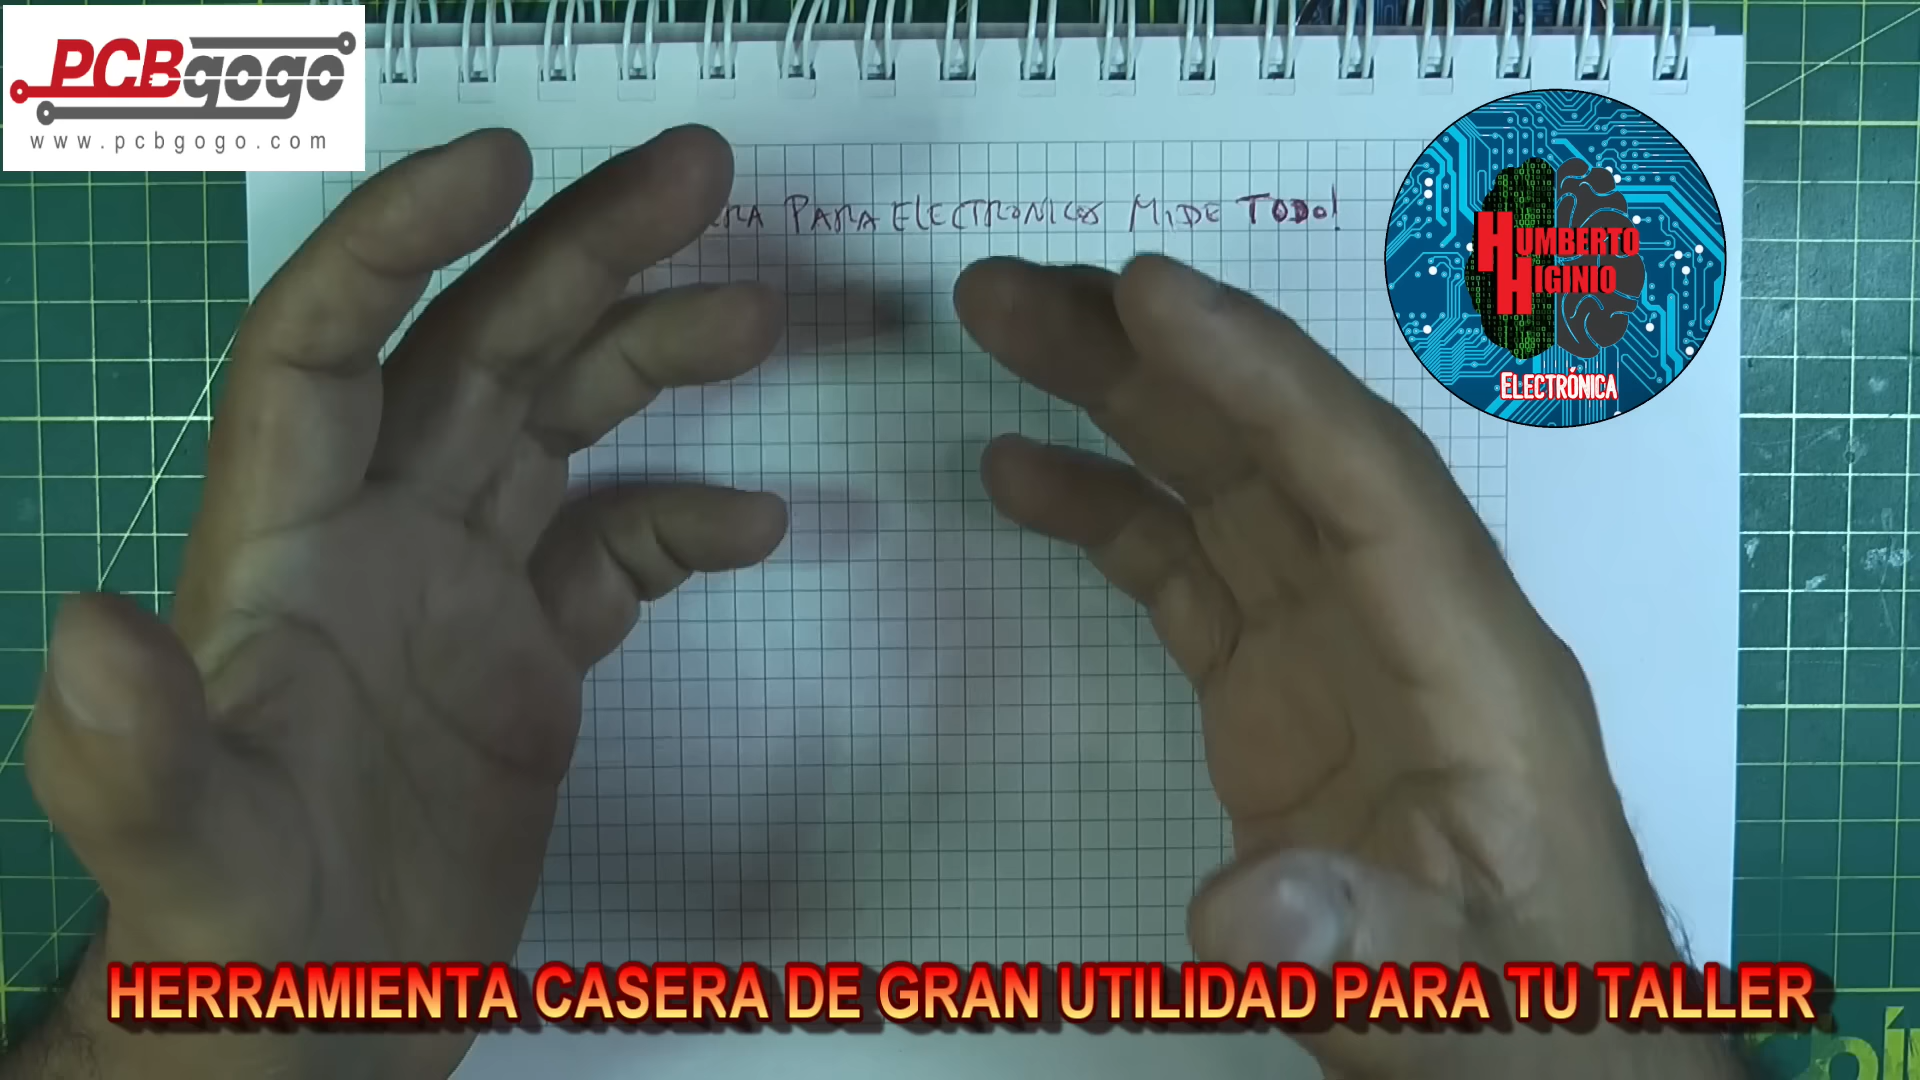 PCBgogo
www.pcbgogo.com
PARA ELECTRONICOS MIDE TODO!
HUMBERTO
HIGINIO
ELECTRÓNICA
HERRAMIENTA CASERA DE GRAN UTILIDAD PARA TU TALLER